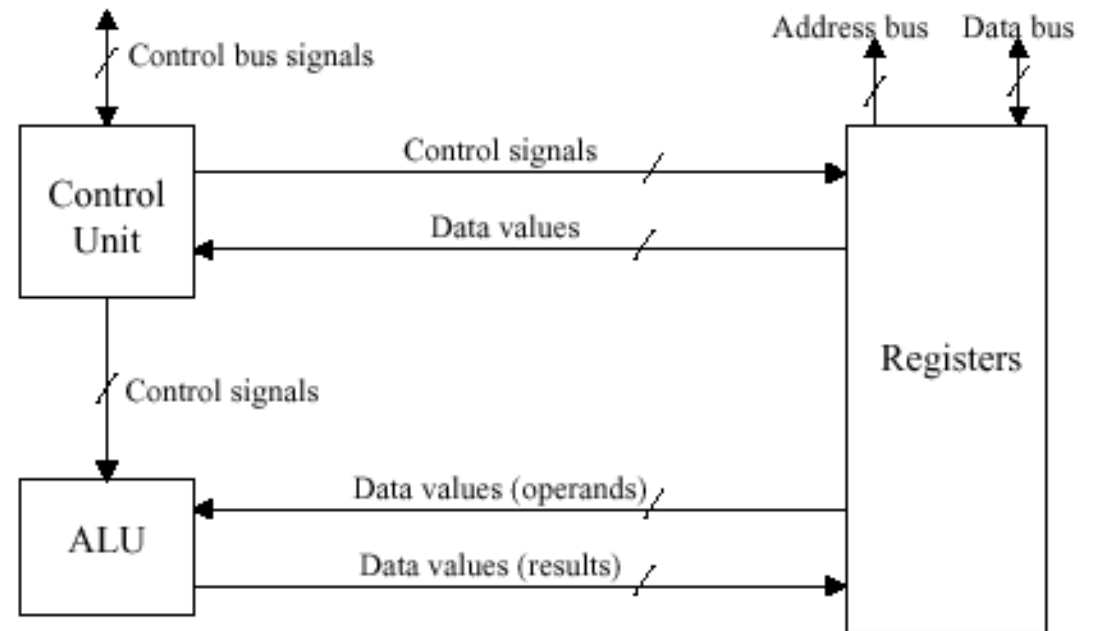 Address bus Data bus
Control bus signals
Control signals
Control
Unit
Data values
Registers
Control signals
Data values (operands)
ALU
Data values (results)